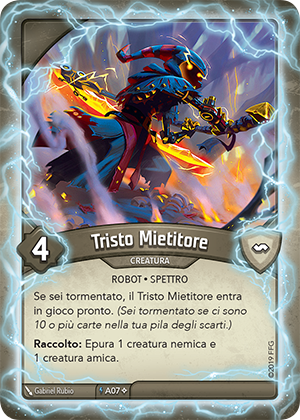 Tristo Mietitore
4
CREATURA
ROBOT • SPETTRO
Se sei tormentato, il Tristo Mietitore entra
in gioco pronto. (Sei tormentato se ci sono
10 o più carte nella tua pila degli scarti.)
Raccolto: Epura 1 creatura nemica e
1 creatura amica.
©2019 FFG
Gabriel Rubio
A07